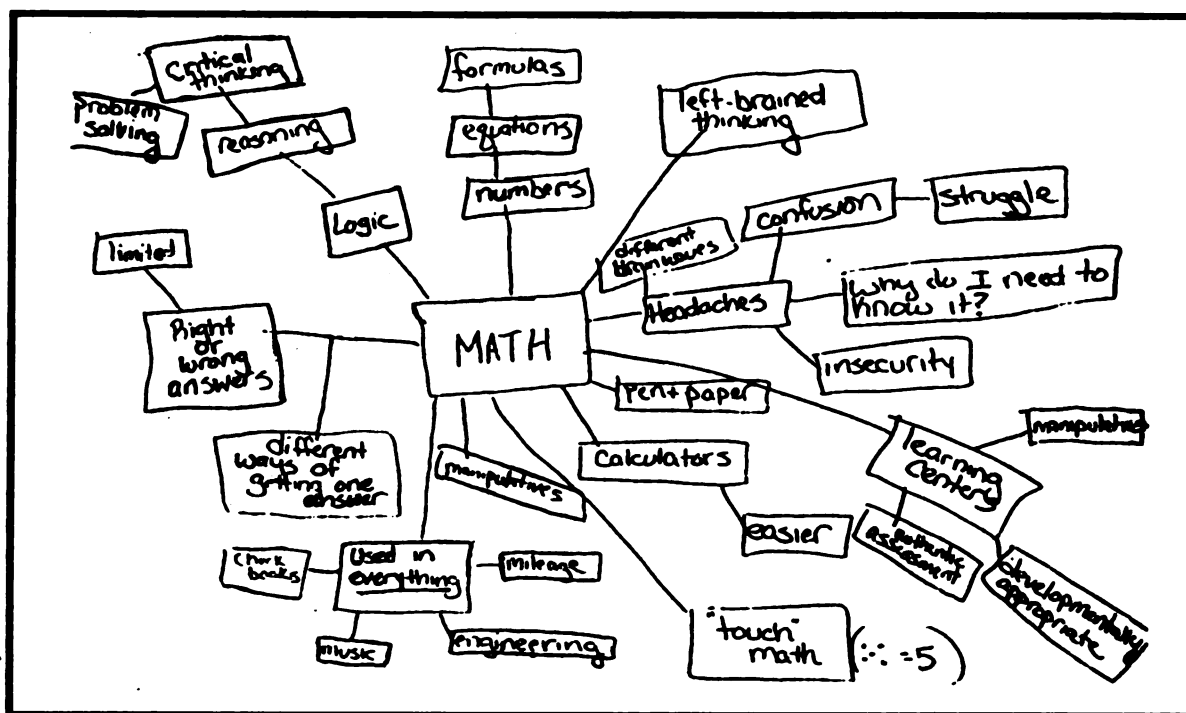 Critical
thinking
problem
solving
reasoning
Logic
formulas
equations
numbers
left-brained
thinking
different
brainwaves
Headaches
confusion
struggle
why do I need to
know it?
insecurity
limited
Right
or
wrong
answers
different
ways of
getting one
answer
MATH
pen + paper
calculators
easier
manipulatives
learning
centers
manipulatives
authentic
assessment
developmentally
appropriate
used in
everything
check
books
mileage
music
engineering
"touch"
math
(⁙ = 5)